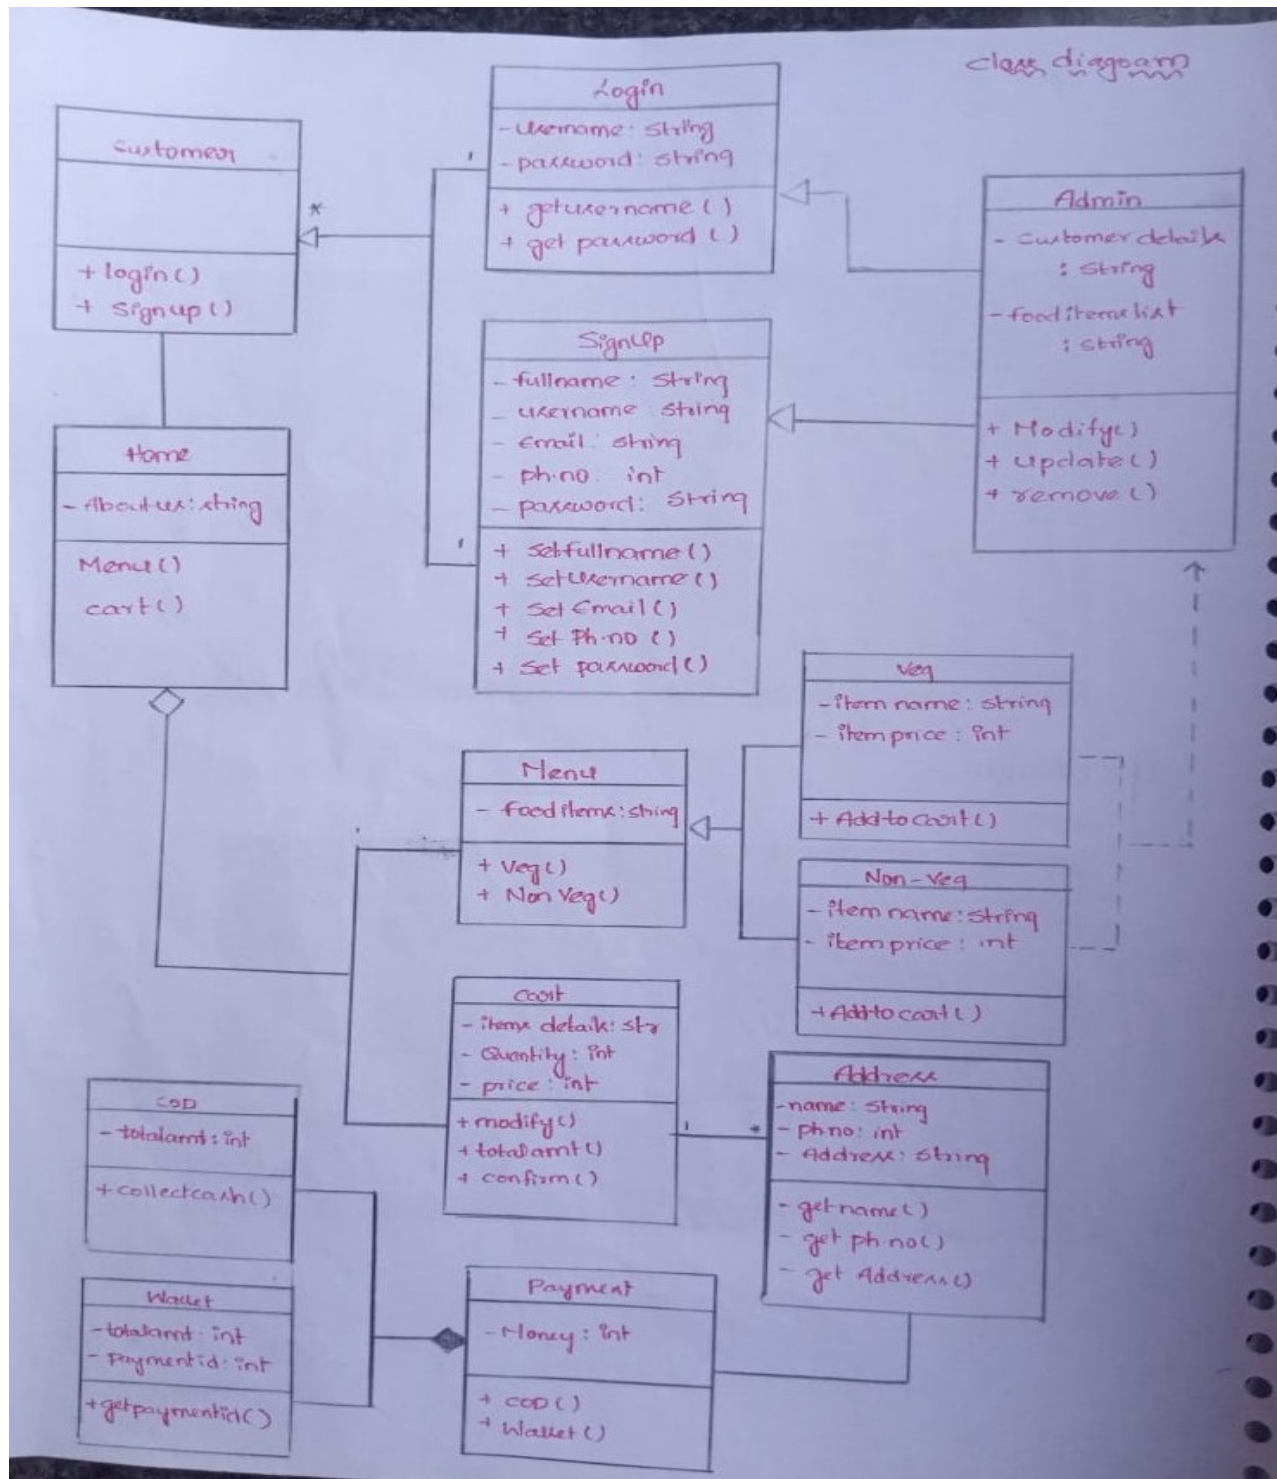 class diagram
Customer
+ login()
+ Signup()
*
Login
- username: String
- password: String
+ getusername()
+ get password()
1
Admin
- Customer details
: String
- food items list
: String
+ Modify()
+ update()
+ remove()
SignUp
- fullname: String
- username String
- Email: String
- ph.no. int
- password: String
+ Setfullname()
+ SetUsername()
+ Set Email()
+ Set Ph.no ()
+ Set password()
1
Home
- About us: string
Menu()
cart()
Veg
- item name: string
- item price: int
+ Add to cart()
Menu
- food items: string
+ Veg()
+ Non Veg()
Non-Veg
- item name: String
- item price: int
+ Add to cart()
Cart
- items details: str
- Quantity: int
- price: int
+ modify()
+ totalamt()
+ confirm()
1
*
Address
- name: String
- ph.no: int
- Address: String
- get name()
- get ph.no()
- get Address()
COD
- totalamt: int
+ collectcash()
Wallet
- totalamt: int
- Paymentid: int
+ getpaymentid()
Payment
- Money: int
+ COD()
+ Wallet()